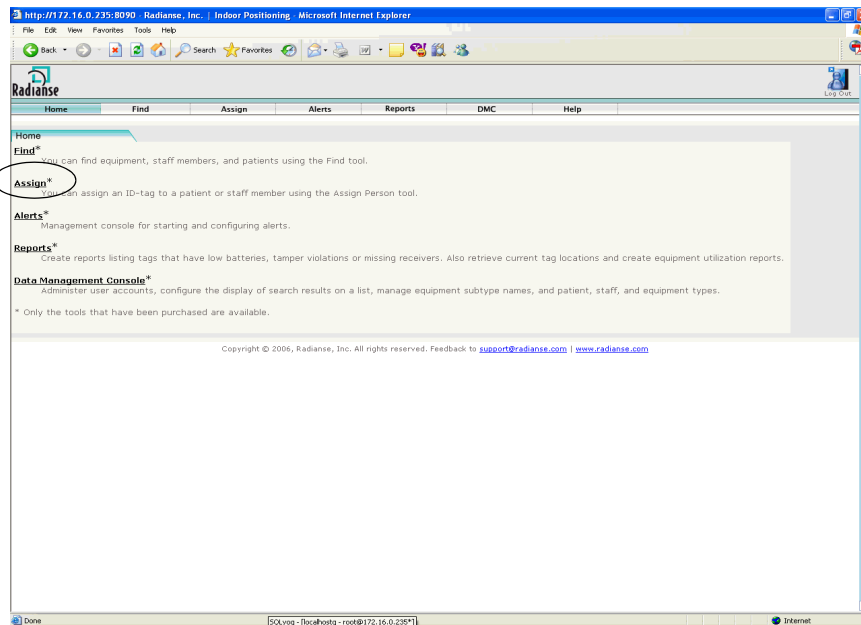 http://172.16.0.235:8090 - Radianse, Inc. | Indoor Positioning - Microsoft Internet Explorer
File Edit View Favorites Tools Help
Back Search Favorites
Radianse
Log Out
Home Find Assign Alerts Reports DMC Help
Home
Find*
You can find equipment, staff members, and patients using the Find tool.
Assign*
You can assign an ID-tag to a patient or staff member using the Assign Person tool.
Alerts*
Management console for starting and configuring alerts.
Reports*
Create reports listing tags that have low batteries, tamper violations or missing receivers. Also retrieve current tag locations and create equipment utilization reports.
Data Management Console*
Administer user accounts, configure the display of search results on a list, manage equipment subtype names, and patient, staff, and equipment types.
* Only the tools that have been purchased are available.
Copyright © 2006, Radianse, Inc. All rights reserved. Feedback to support@radianse.com | www.radianse.com
Done SQLyog - [localhostg - root@172.16.0.235*] Internet